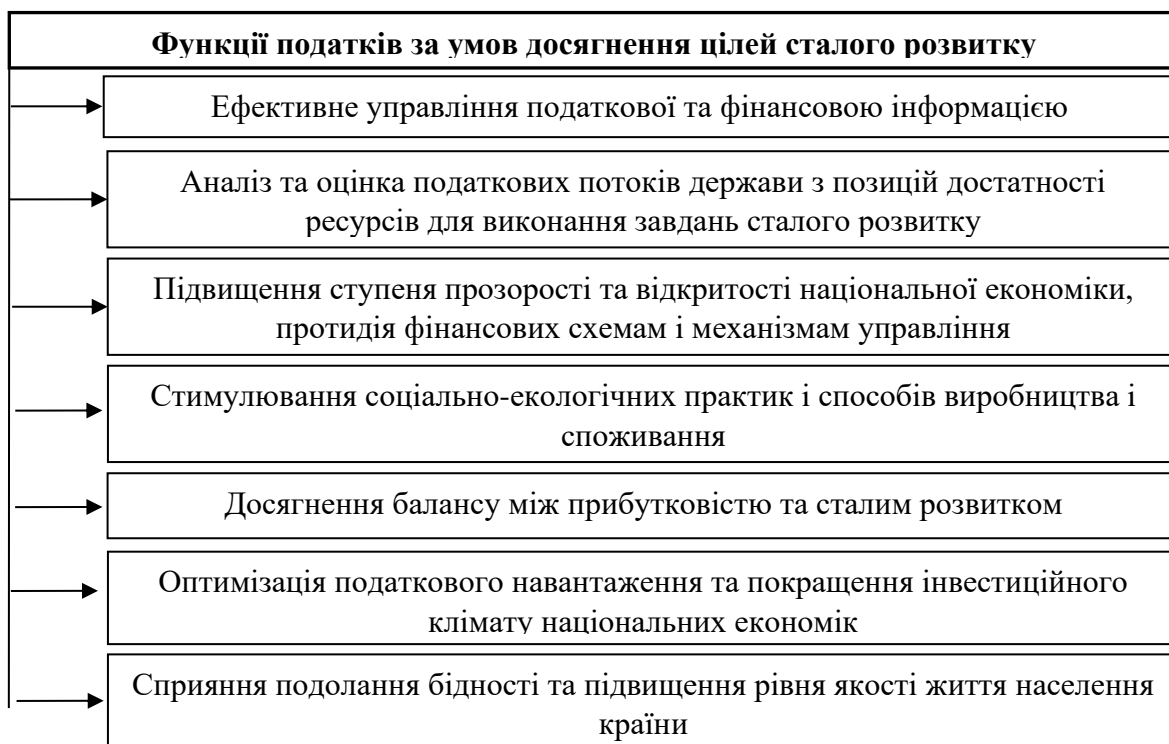 Функції податків за умов досягнення цілей сталого розвитку
Ефективне управління податкової та фінансовою інформацією
Аналіз та оцінка податкових потоків держави з позицій достатності
ресурсів для виконання завдань сталого розвитку
Підвищення ступеня прозорості та відкритості національної економіки,
протидія фінансових схемам і механізмам управління
Стимулювання соціально-екологічних практик і способів виробництва і
споживання
Досягнення балансу між прибутковістю та сталим розвитком
Оптимізація податкового навантаження та покращення інвестиційного
клімату національних економік
Сприяння подолання бідності та підвищення рівня якості життя населення
країни